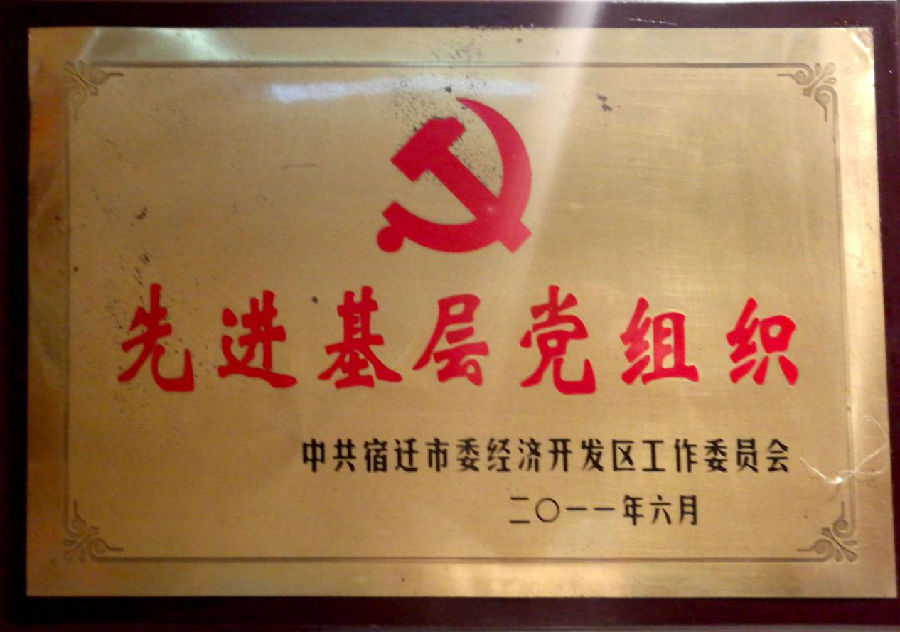 先进基层党组织
中共宿迁市委经济开发区工作委员会
二〇一一年六月